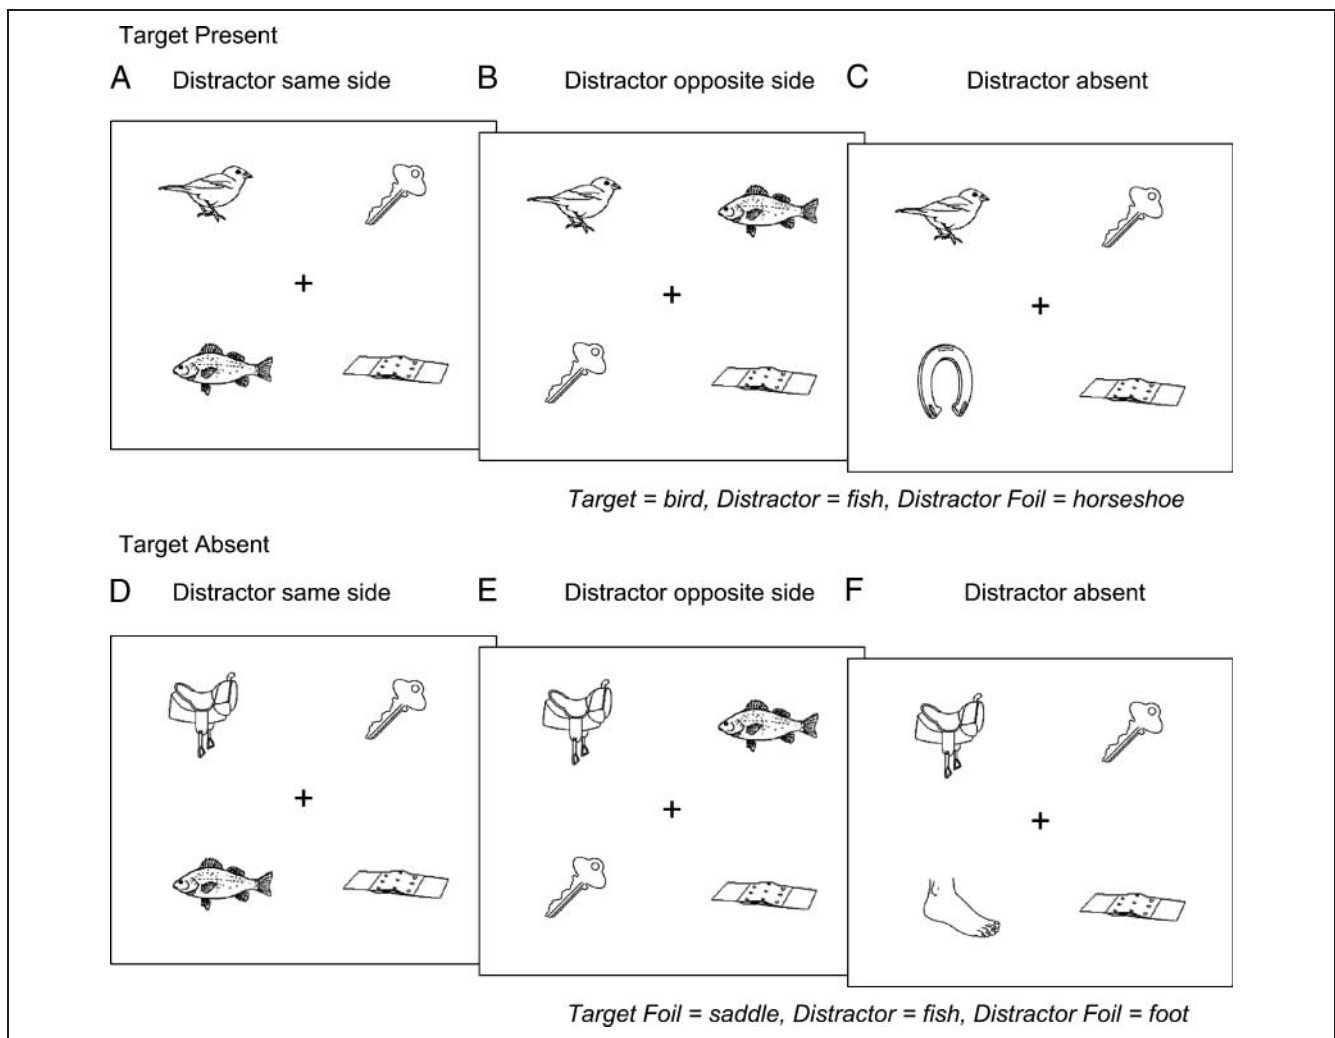 Target Present
A Distractor same side B Distractor opposite side C Distractor absent
Target = bird, Distractor = fish, Distractor Foil = horseshoe
Target Absent
D Distractor same side E Distractor opposite side F Distractor absent
Target Foil = saddle, Distractor = fish, Distractor Foil = foot